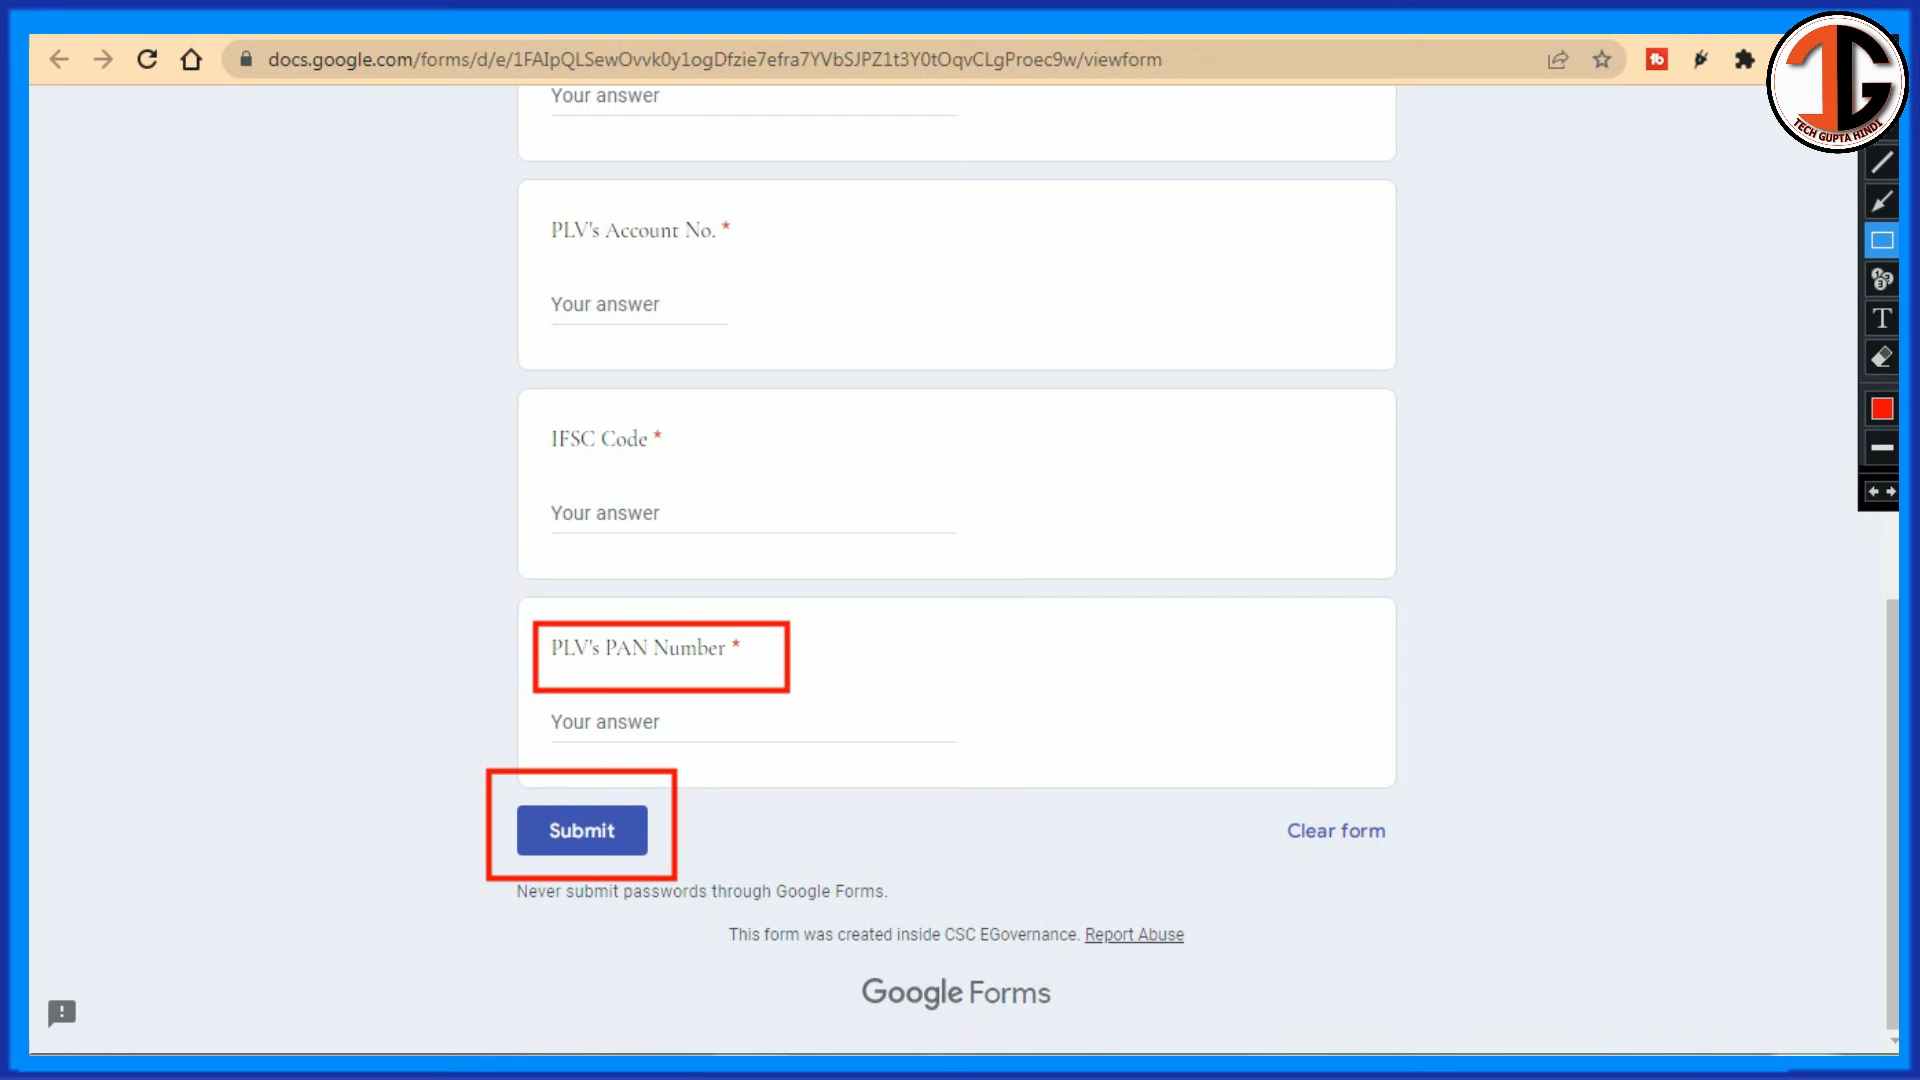 docs.google.com/forms/d/e/1FAIpQLSewOvvk0y1ogDfzie7efra7YVbSJPZ1t3Y0tOqvCLgProec9w/viewform
TECH GUPTA HINDI
Your answer
PLV's Account No. *
Your answer
IFSC Code *
Your answer
PLV's PAN Number *
Your answer
Submit
Clear form
Never submit passwords through Google Forms.
This form was created inside CSC EGovernance. Report Abuse
Google Forms